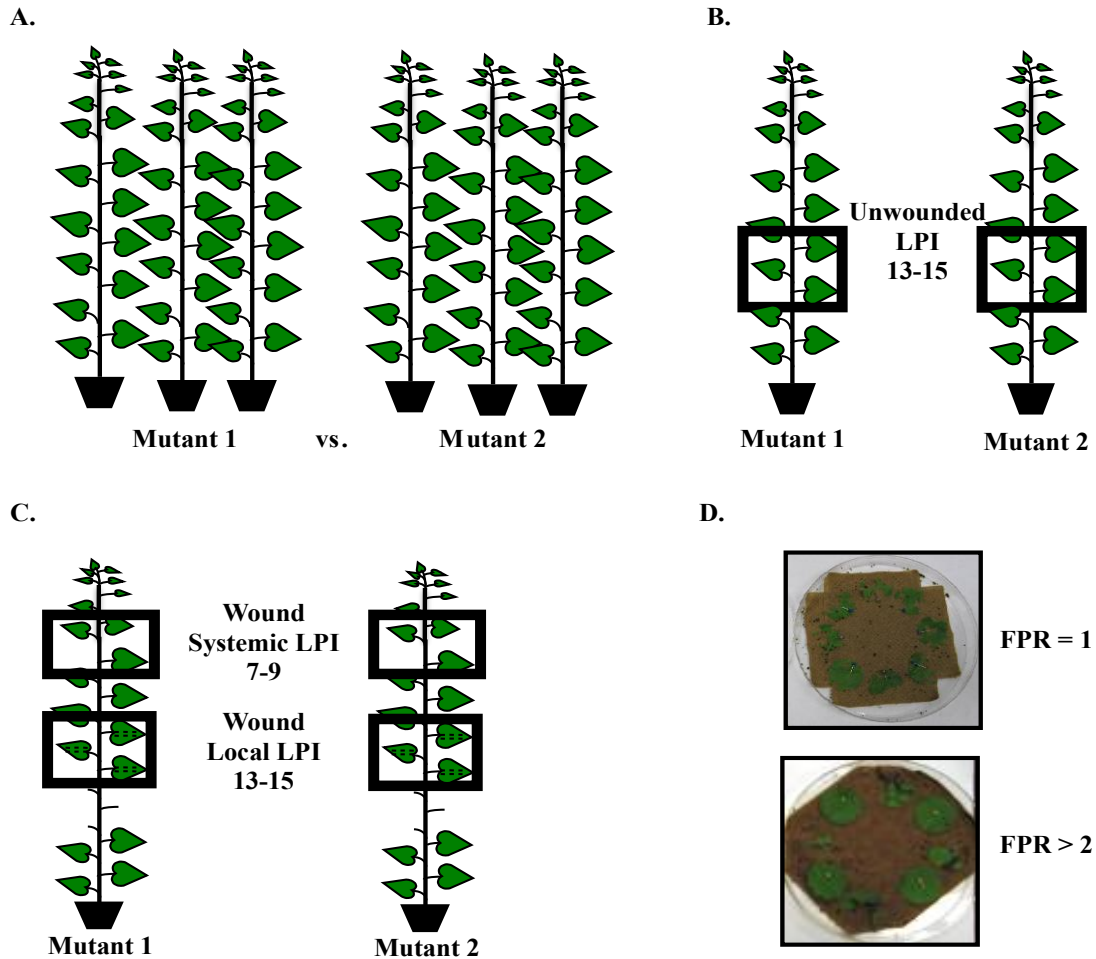 A.
Mutant 1 vs. Mutant 2
B.
Unwounded
LPI
13-15
Mutant 1
Mutant 2
C.
Wound
Systemic LPI
7-9
Wound
Local LPI
13-15
Mutant 1
Mutant 2
D.
FPR = 1
FPR > 2